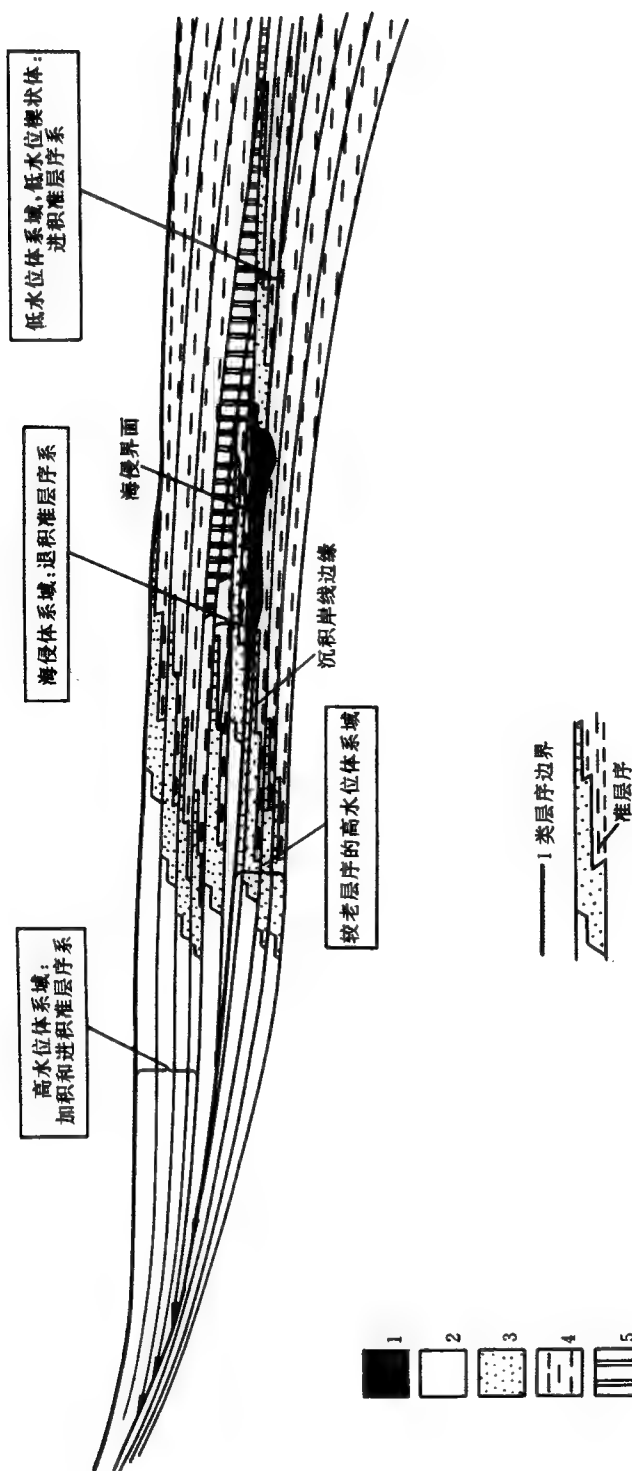 低水位体系域,低水位楔状体:
进积准层序系
海侵体系域;退积准层序系
海侵界面
沉积岸线边缘
高水位体系域:
加积和进积准层序系
较老层序的高水位体系域
1类层序边界
准层序
1
2
3
4
5